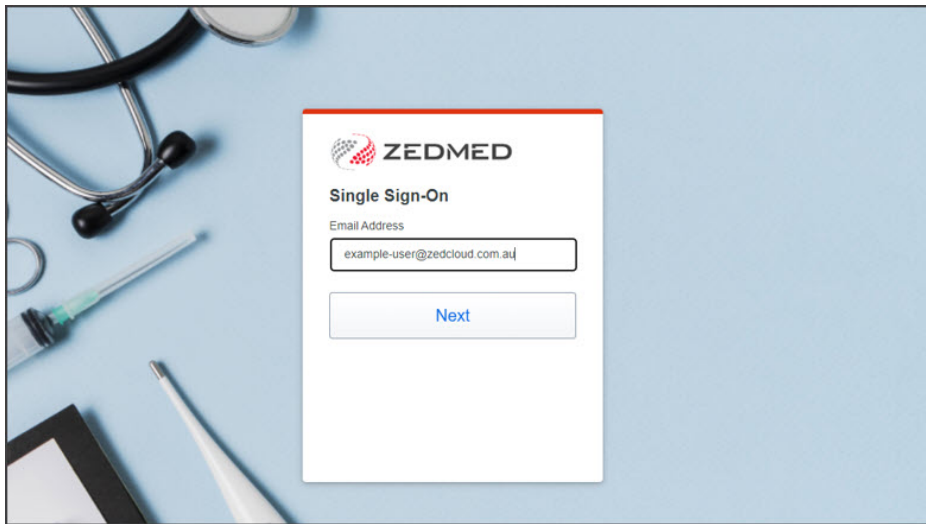 ZEDMED
Single Sign-On
Email Address
example-user@zedcloud.com.au
Next